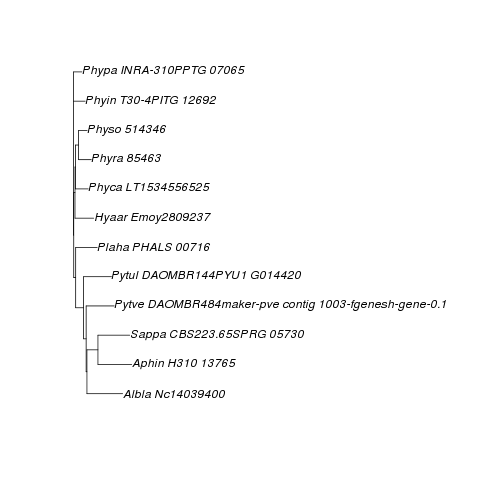 Phypa INRA-310PPTG 07065
Phyin T30-4PITG 12692
Physo 514346
Phyra 85463
Phyca LT1534556525
Hyaar Emoy2809237
Plaha PHALS 00716
Pytul DAOMBR144PYU1 G014420
Pytve DAOMBR484maker-pve contig 1003-fgenesh-gene-0.1
Sappa CBS223.65SPRG 05730
Aphin H310 13765
Albla Nc14039400